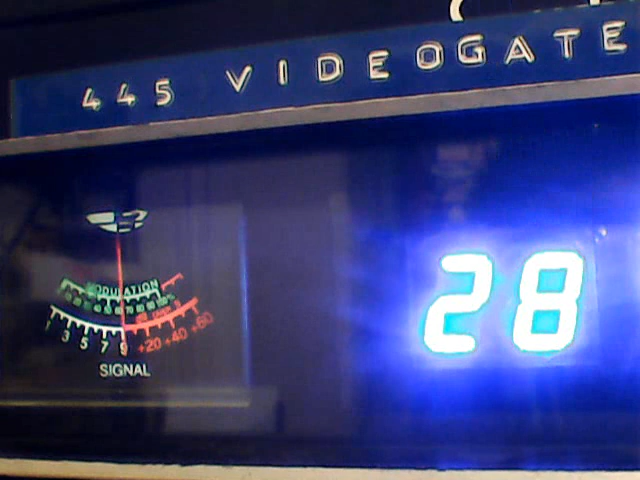 445 VIDEOGATE
28
MODULATION
1 3 5 7 9 +20 +40 +60
SIGNAL